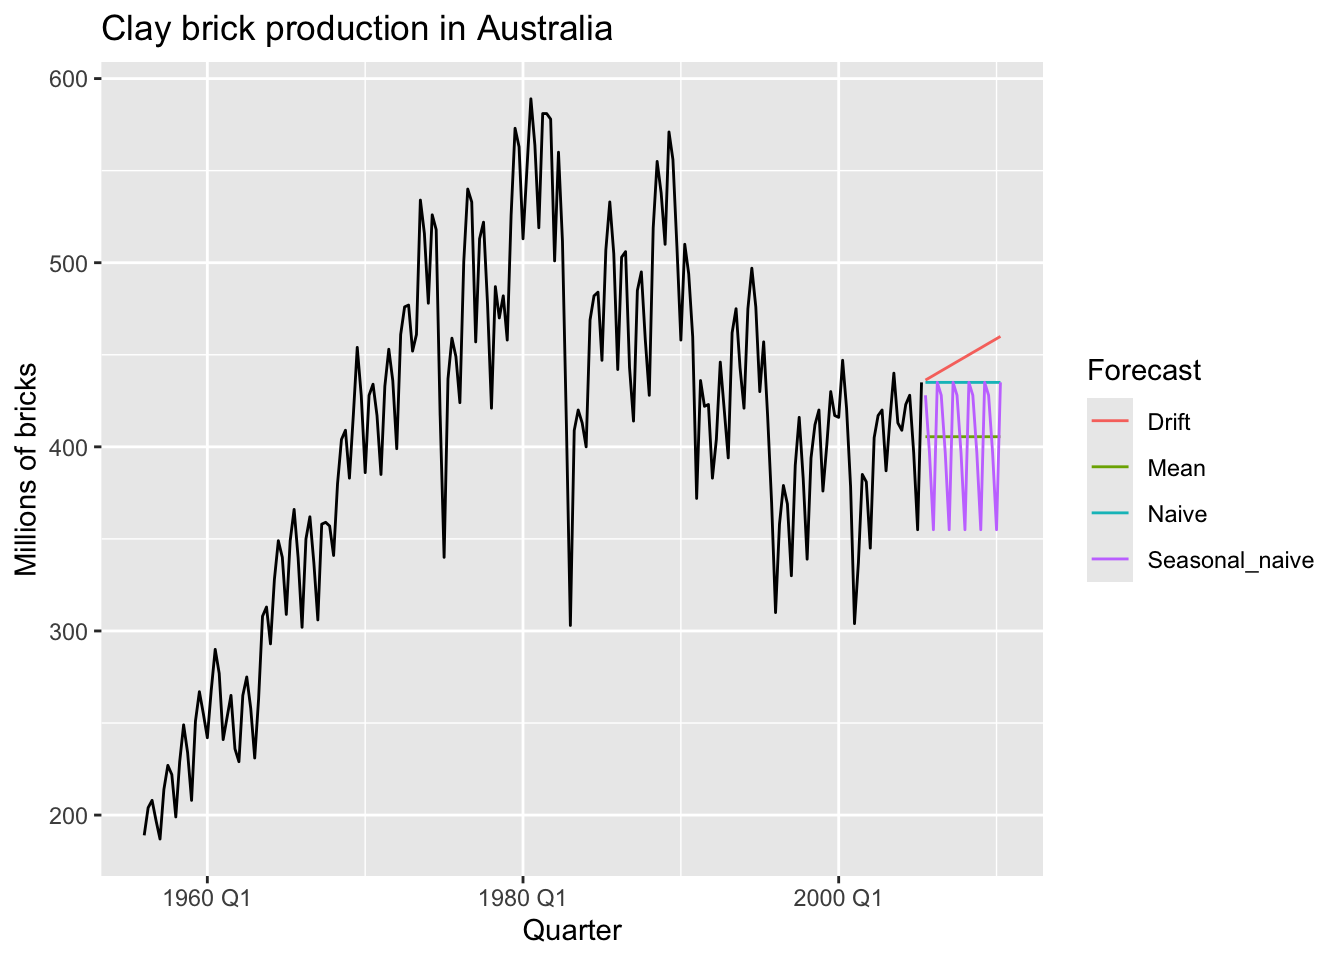 Clay brick production in Australia
600
500
400
300
200
Millions of bricks
1960 Q1
1980 Q1
2000 Q1
Quarter
Forecast
Drift
Mean
Naive
Seasonal_naive